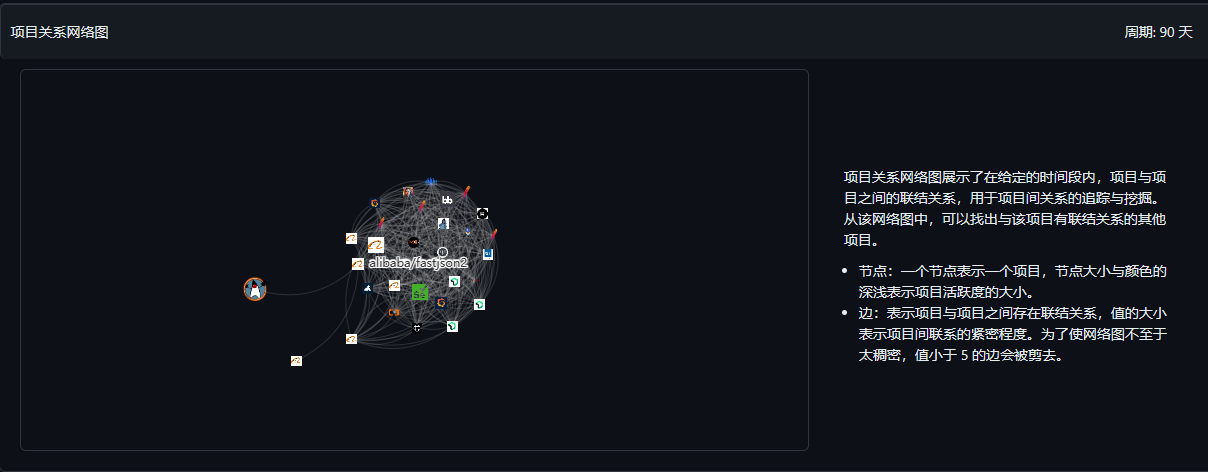 项目关系网络图
周期: 90 天
bb
alibaba/fastjson2
项目关系网络图展示了在给定的时间段内，项目与项
目之间的联结关系，用于项目间关系的追踪与挖掘。
从该网络图中，可以找出与该项目有联结关系的其他
项目。
节点：一个节点表示一个项目，节点大小与颜色的
深浅表示项目活跃度的大小。
边：表示项目与项目之间存在联结关系，值的大小
表示项目间联系的紧密程度。为了使网络图不至于
太稠密，值小于 5 的边会被剪去。